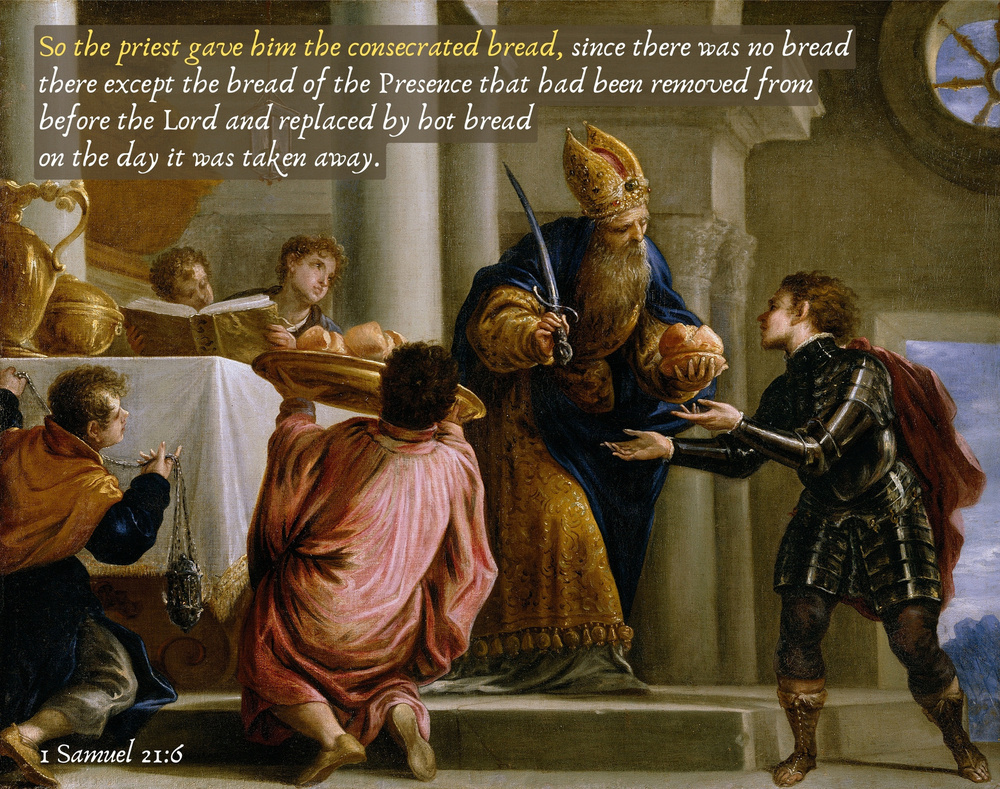 So the priest gave him the consecrated bread, since there was no bread
there except the bread of the Presence that had been removed from
before the Lord and replaced by hot bread
on the day it was taken away.
1 Samuel 21:6